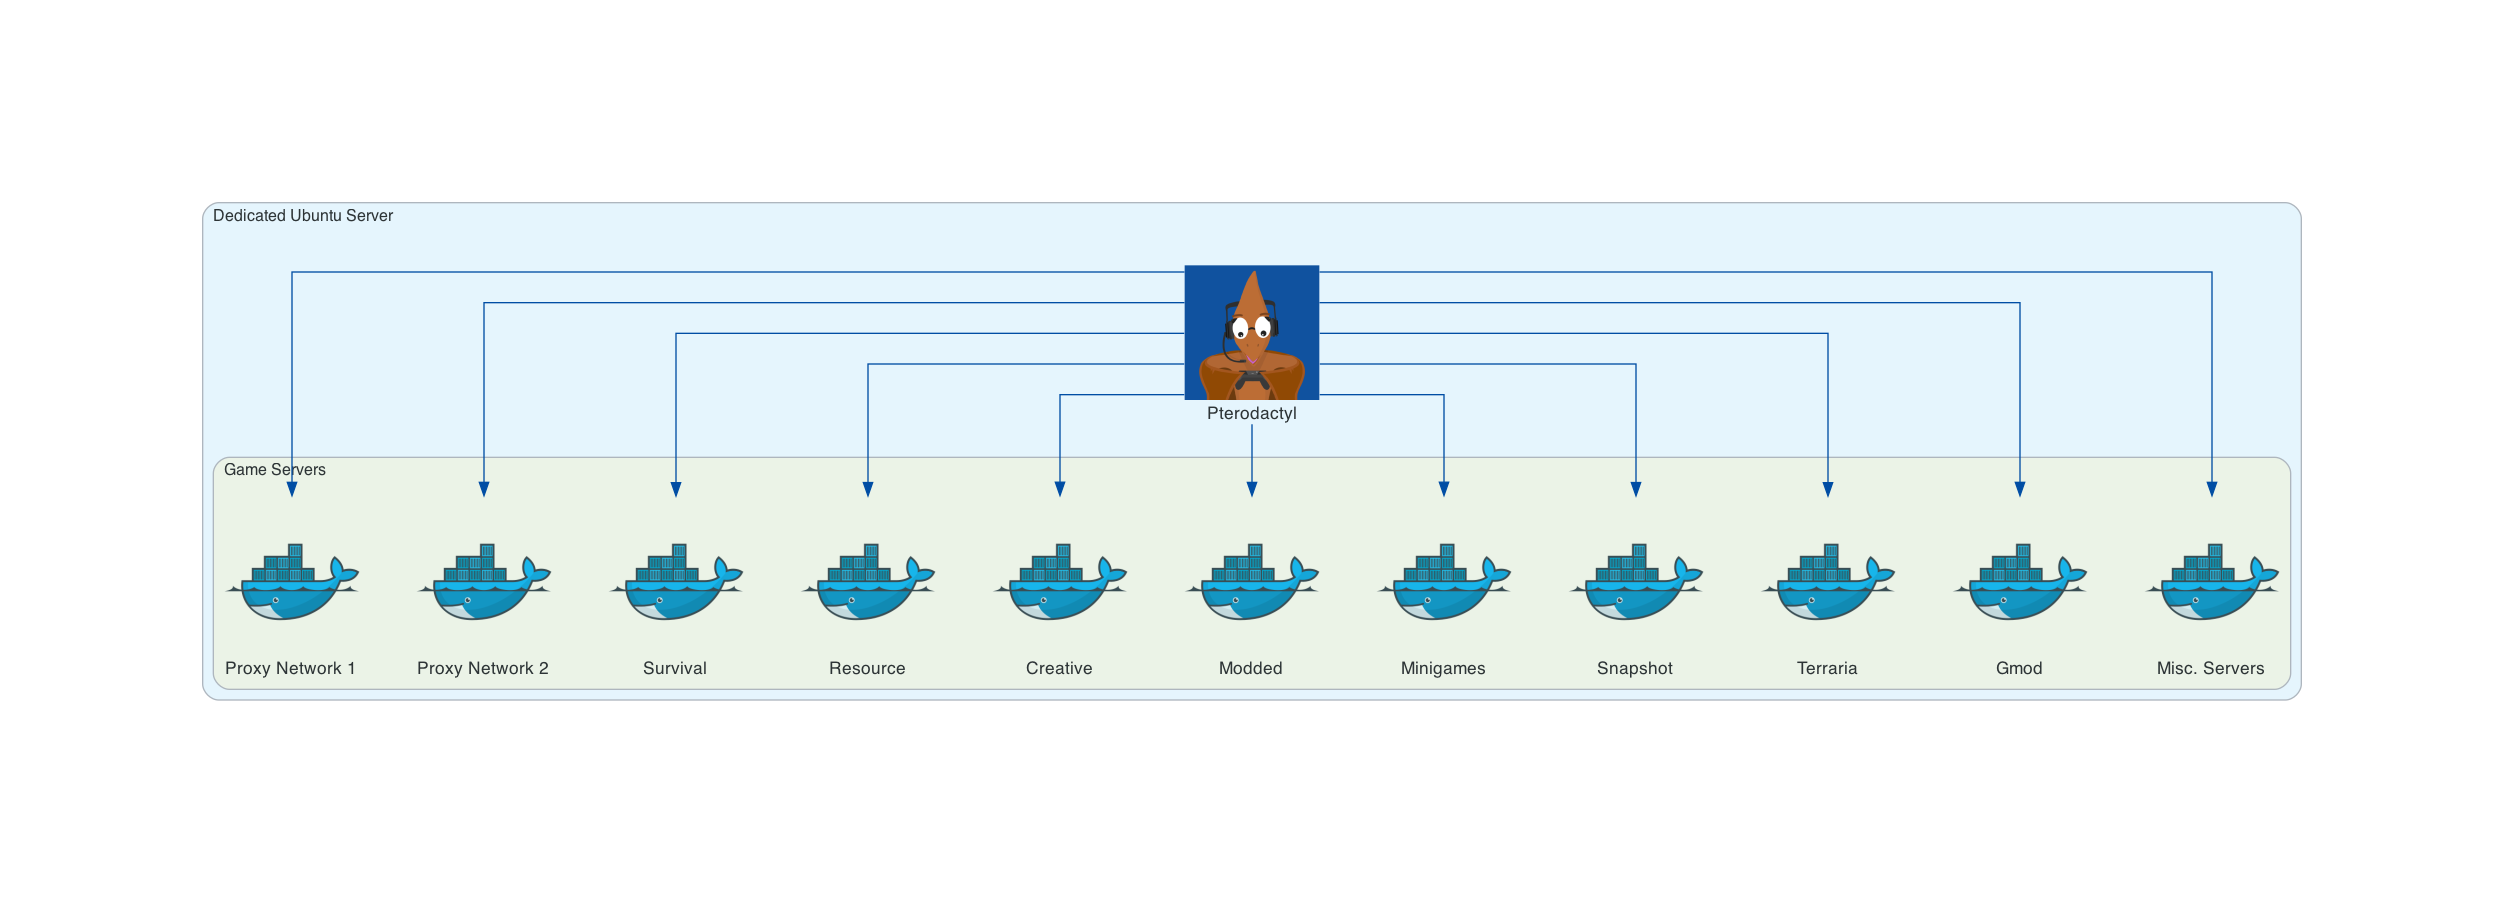 Dedicated Ubuntu Server
Pterodactyl
Game Servers
Proxy Network 1
Proxy Network 2
Survival
Resource
Creative
Modded
Minigames
Snapshot
Terraria
Gmod
Misc. Servers